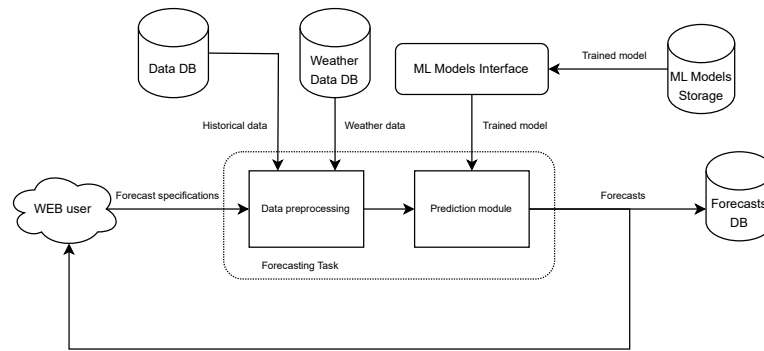 Data DB
Weather
Data DB
ML Models Interface
Trained model
ML Models
Storage
Historical data
Weather data
Trained model
WEB user
Forecast specifications
Data preprocessing
Prediction module
Forecasts
Forecasts
DB
Forecasting Task